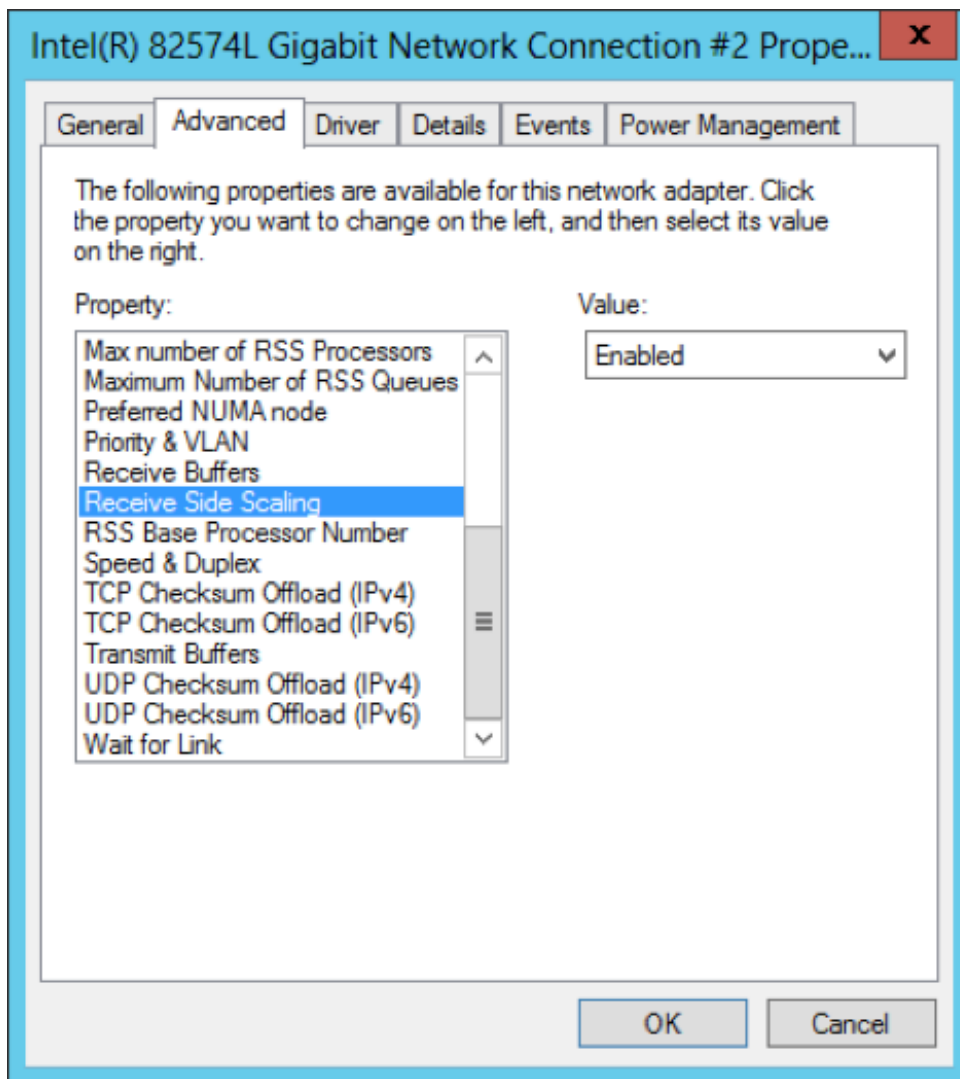 Intel(R) 82574L Gigabit Network Connection #2 Prope...
x
General Advanced Driver Details Events Power Management
The following properties are available for this network adapter. Click
the property you want to change on the left, and then select its value
on the right.
Property:
Value:
Max number of RSS Processors
Enabled
Maximum Number of RSS Queues
Preferred NUMA node
Priority & VLAN
Receive Buffers
Receive Side Scaling
RSS Base Processor Number
Speed & Duplex
TCP Checksum Offload (IPv4)
TCP Checksum Offload (IPv6)
Transmit Buffers
UDP Checksum Offload (IPv4)
UDP Checksum Offload (IPv6)
Wait for Link
OK
Cancel